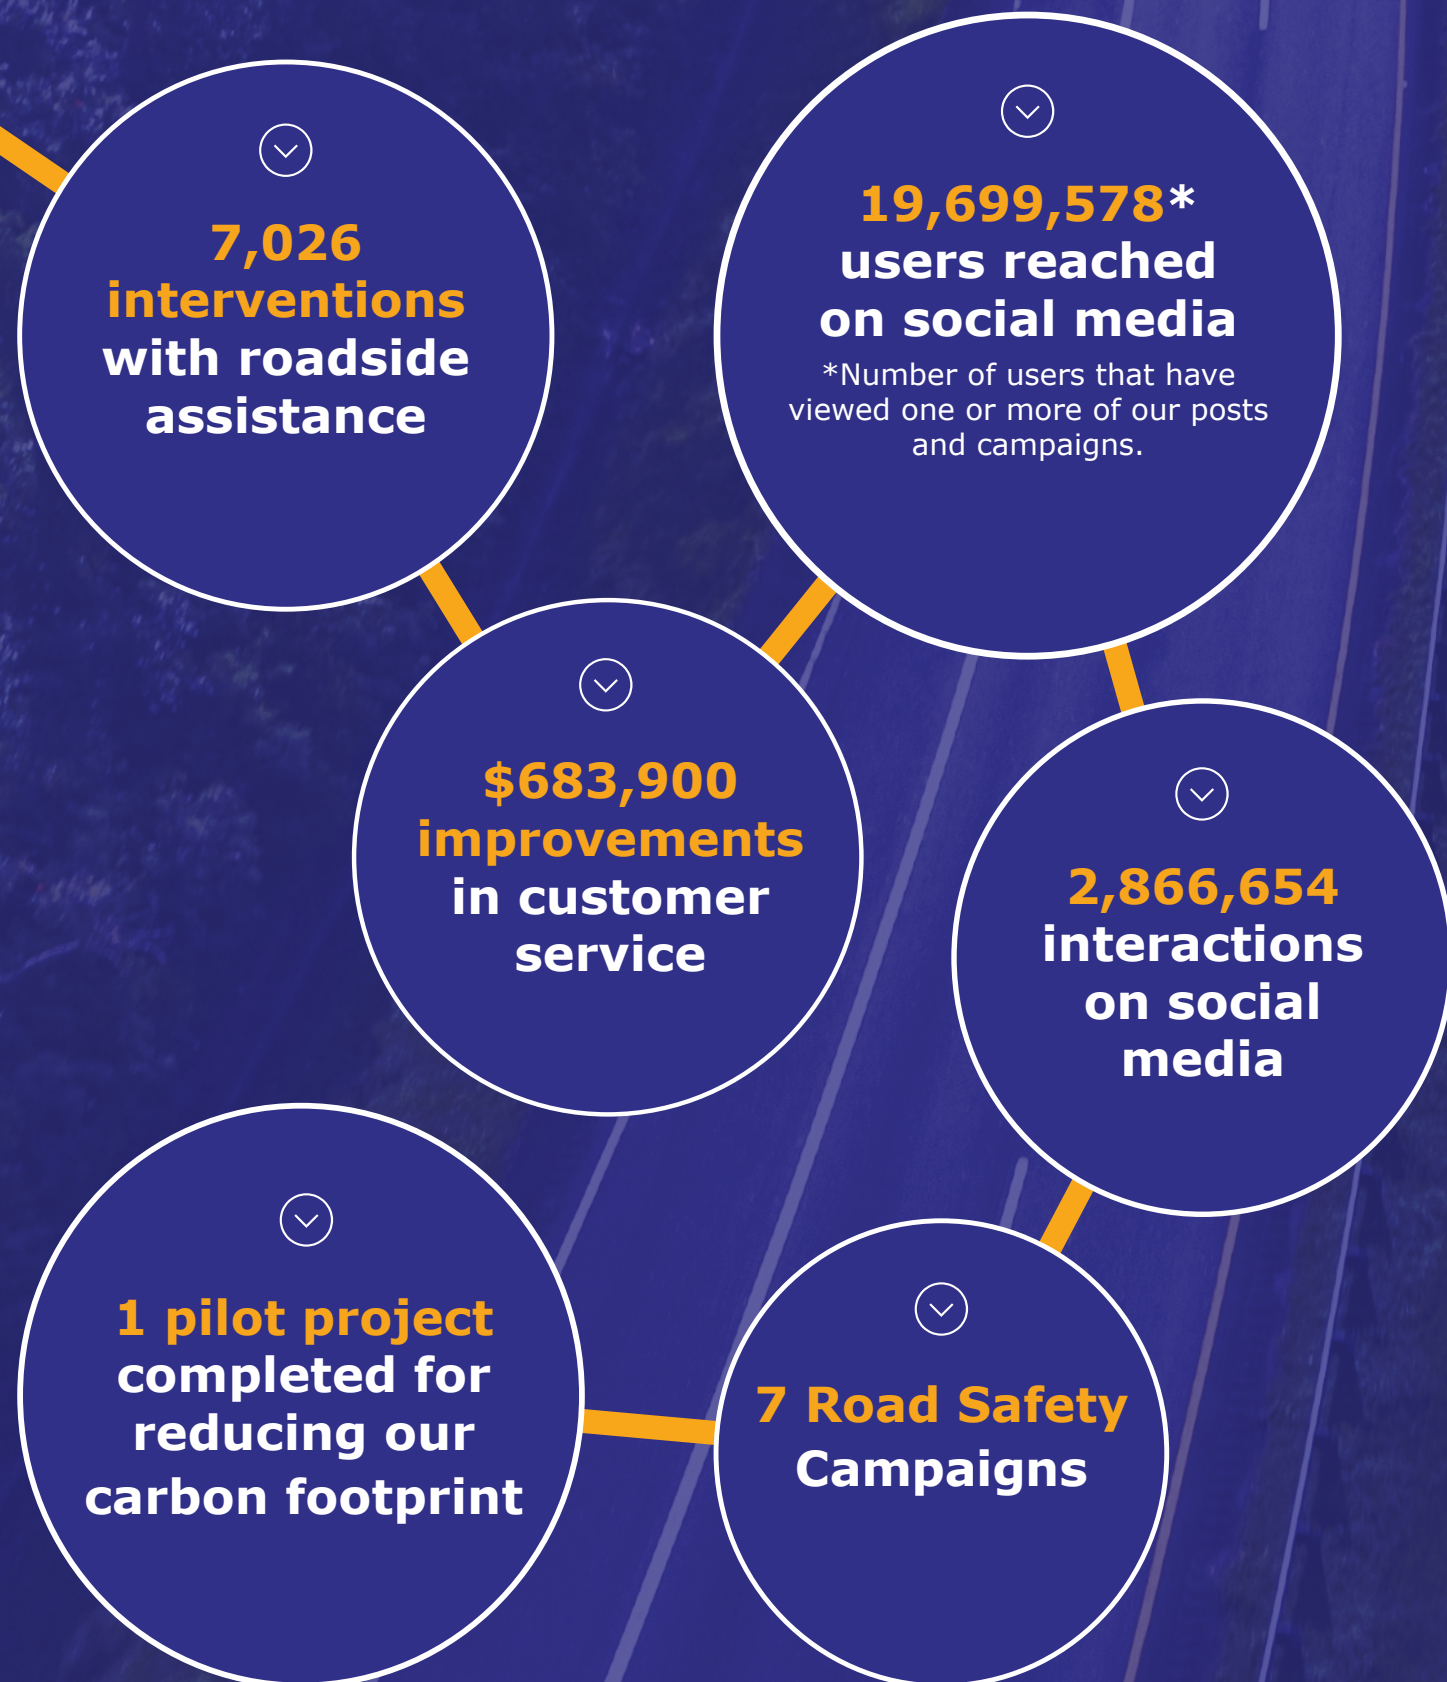 7,026
interventions
with roadside
assistance
19,699,578*
users reached
on social media
*Number of users that have
viewed one or more of our posts
and campaigns.
$683,900
improvements
in customer
service
2,866,654
interactions
on social
media
1 pilot project
completed for
reducing our
carbon footprint
7 Road Safety
Campaigns